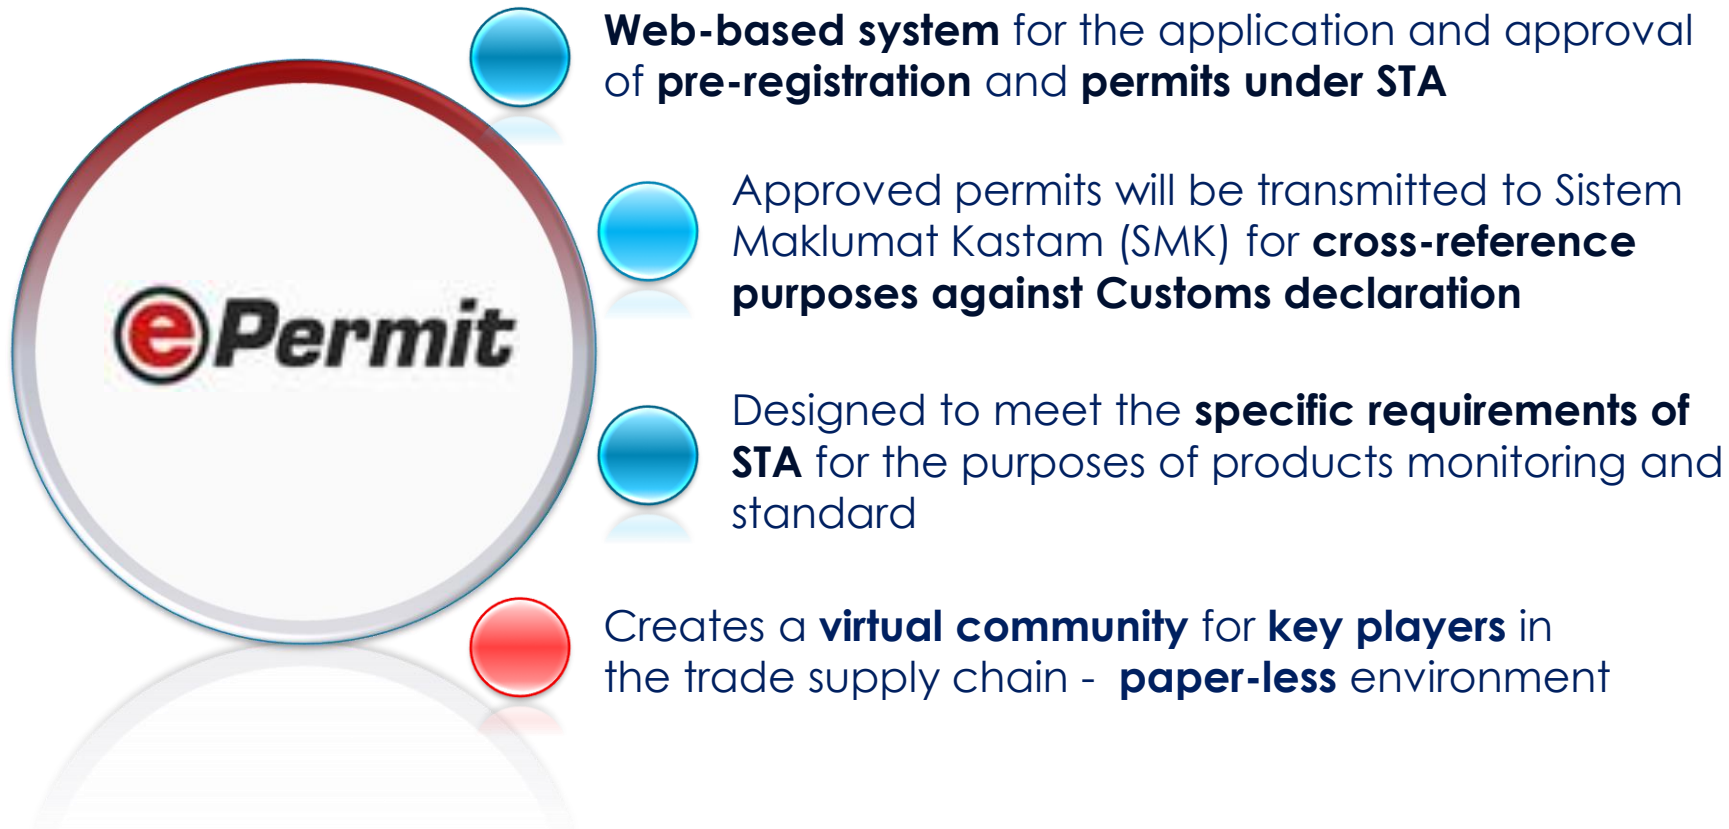 Web-based system for the application and approval
of pre-registration and permits under STA
Approved permits will be transmitted to Sistem
Maklumat Kastam (SMK) for cross-reference
purposes against Customs declaration
ePermit
Designed to meet the specific requirements of
STA for the purposes of products monitoring and
standard
Creates a virtual community for key players in
the trade supply chain - paper-less environment